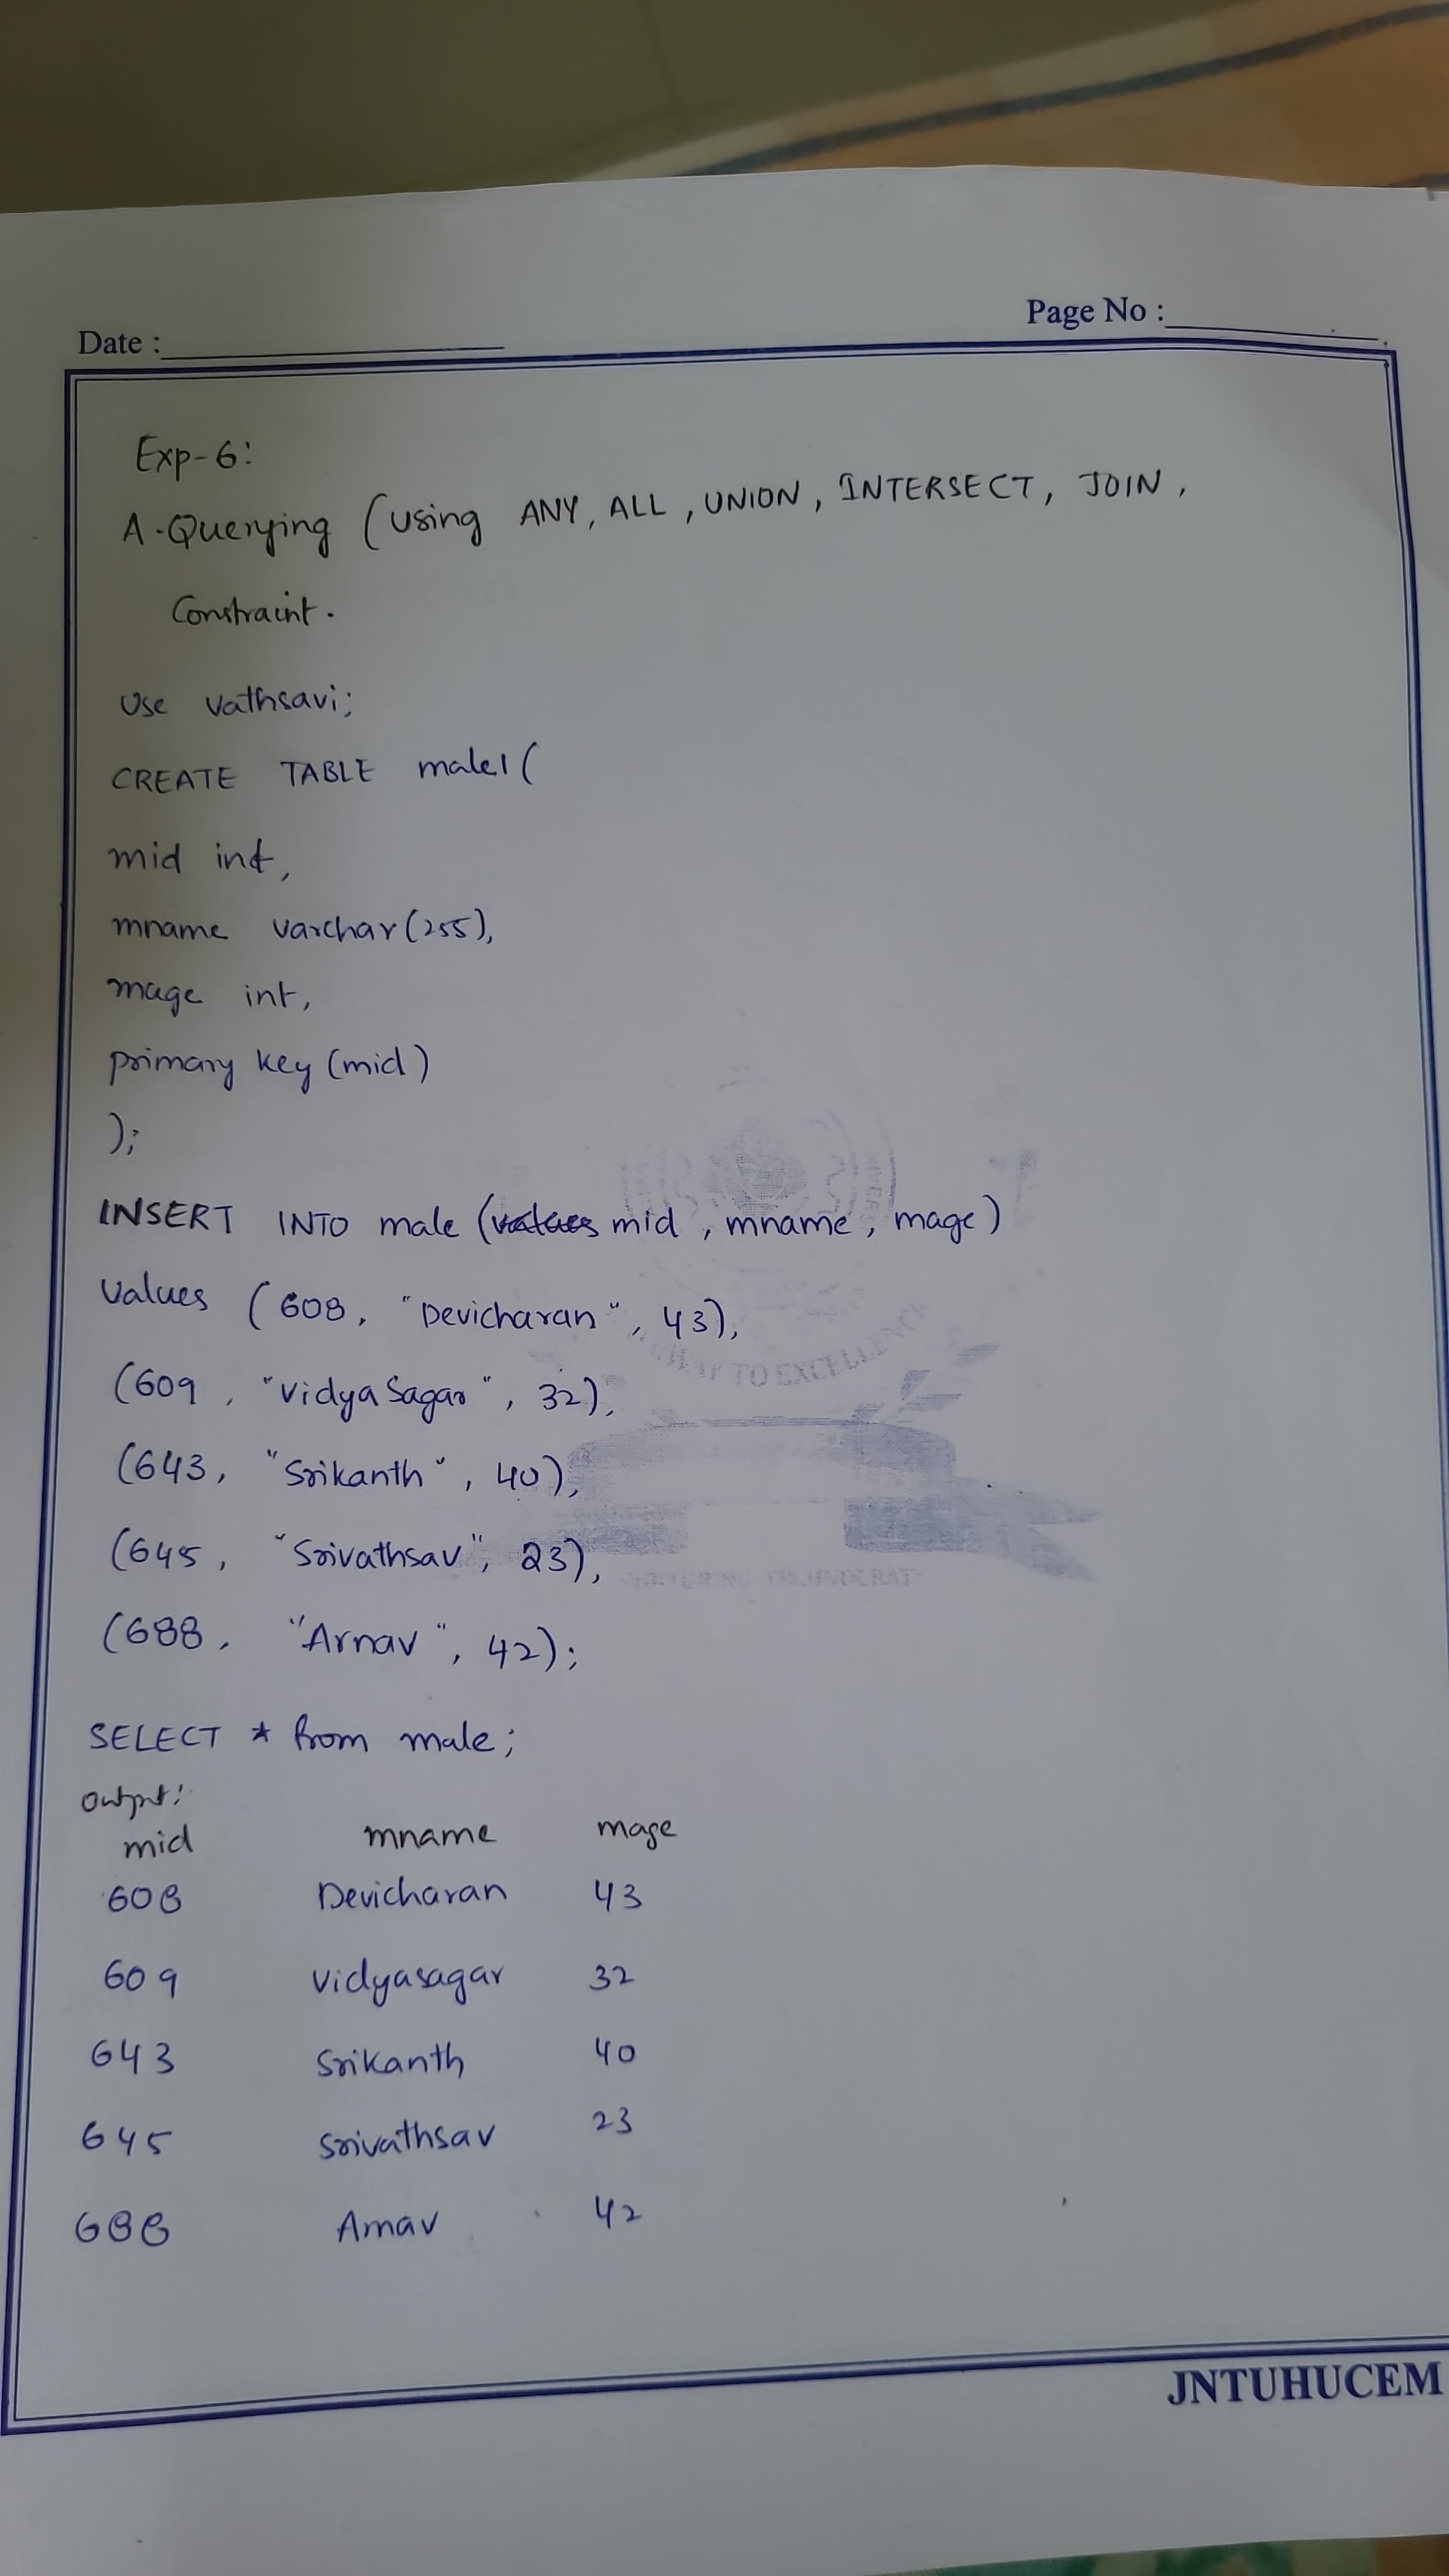 Date :
Page No :
Exp-6:
A-Querying (using ANY, ALL, UNION, INTERSECT, JOIN,
Constraint.
Use vathsavi;
CREATE TABLE male1(
mid int,
mname varchar(255),
mage int,
primary key (mid)
);
INSERT INTO male (values mid, mname, mage)
values (608, "Devicharan", 43),
(609, "Vidya Sagar", 32),
(643, "Srikanth", 40),
(645, "Srivathsav", 23),
(688, "Arnav", 42);
SELECT * from male;
Output:
mid mname mage
608 Devicharan 43
609 vidyasagar 32
643 Srikanth 40
645 srivathsav 23
688 Arnav 42
TO EXCELLENCE
JNTUHUCEM